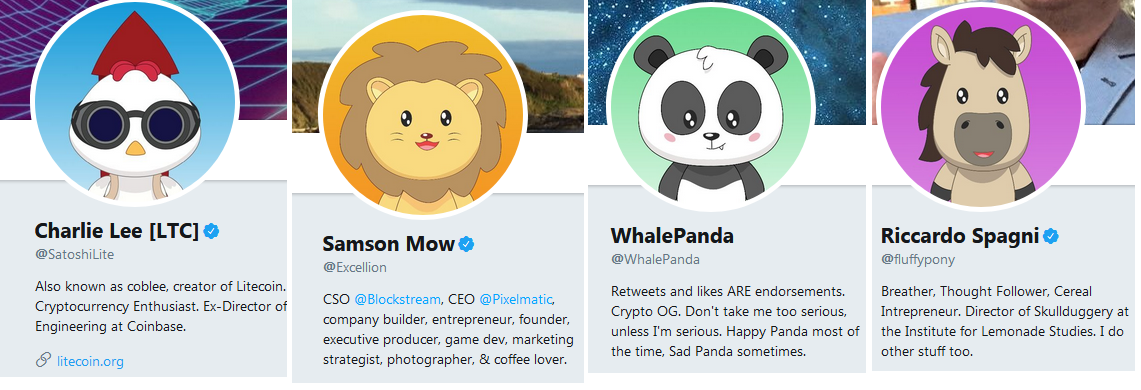 Charlie Lee [LTC]
@SatoshiLite
Also known as coblee, creator of Litecoin.
Cryptocurrency Enthusiast. Ex-Director of
Engineering at Coinbase.
litecoin.org
Samson Mow
@Excellion
CSO @Blockstream, CEO @Pixelmatic,
company builder, entrepreneur, founder,
executive producer, game dev, marketing
strategist, photographer, & coffee lover.
WhalePanda
@WhalePanda
Retweets and likes ARE endorsements.
Crypto OG. Don't take me too serious,
unless I'm serious. Happy Panda most of
the time, Sad Panda sometimes.
Riccardo Spagni
@fluffypony
Breather, Thought Follower, Cereal
Intrepreneur. Director of Skullduggery at
the Institute for Lemonade Studies. I do
other stuff too.